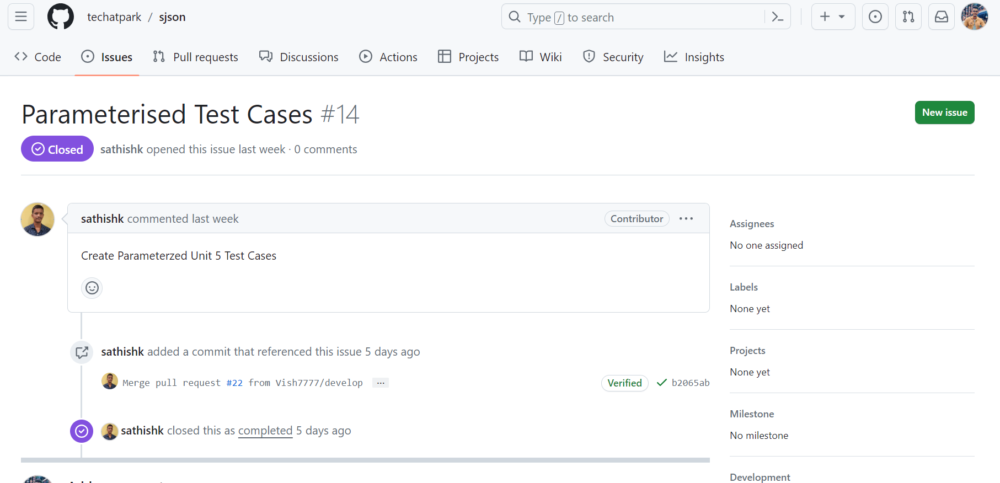 techatpark / sjson
Type / to search
Code
Issues
Pull requests
Discussions
Actions
Projects
Wiki
Security
Insights
Parameterised Test Cases #14
New issue
Closed
sathishk opened this issue last week · 0 comments
sathishk commented last week
Contributor
Create Parameterzed Unit 5 Test Cases
sathishk added a commit that referenced this issue 5 days ago
Merge pull request #22 from Vish7777/develop
Verified
b2065ab
sathishk closed this as completed 5 days ago
Assignees
No one assigned
Labels
None yet
Projects
None yet
Milestone
No milestone
Development